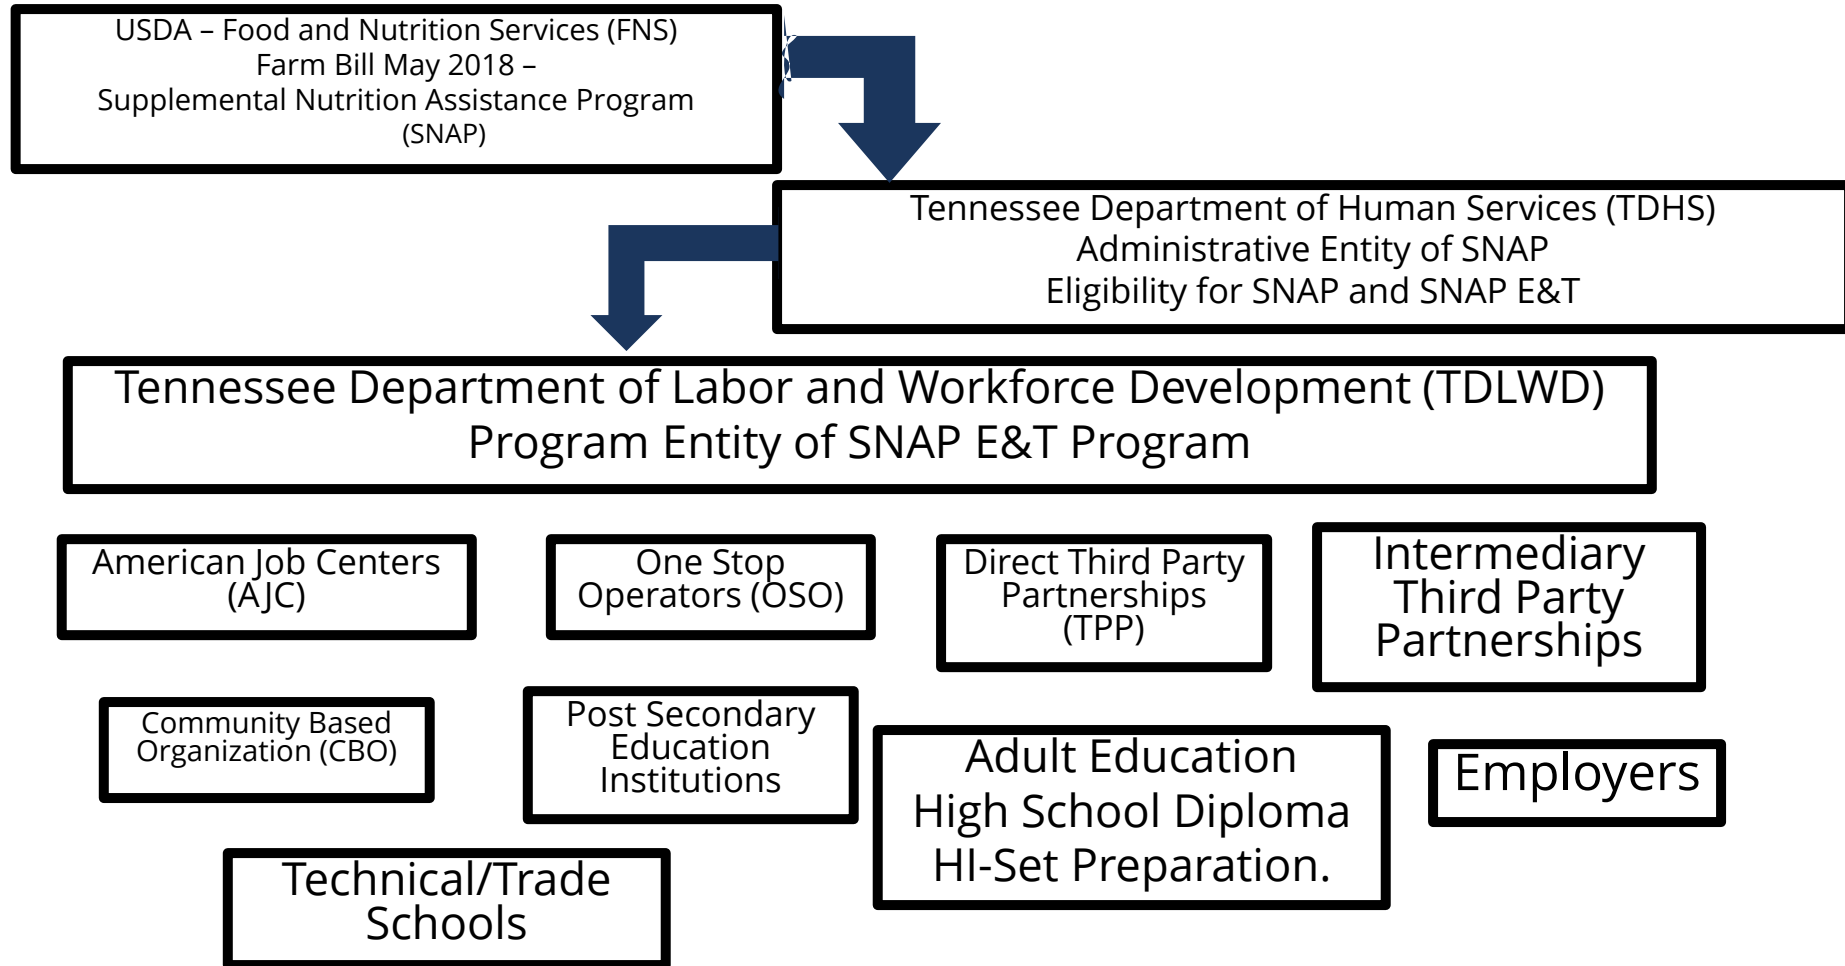 USDA – Food and Nutrition Services (FNS)
Farm Bill May 2018 –
Supplemental Nutrition Assistance Program
(SNAP)
Tennessee Department of Human Services (TDHS)
Administrative Entity of SNAP
Eligibility for SNAP and SNAP E&T
Tennessee Department of Labor and Workforce Development (TDLWD)
Program Entity of SNAP E&T Program
American Job Centers
(AJC)
One Stop
Operators (OSO)
Direct Third Party
Partnerships
(TPP)
Intermediary
Third Party
Partnerships
Community Based
Organization (CBO)
Post Secondary
Education
Institutions
Adult Education
High School Diploma
HI-Set Preparation.
Employers
Technical/Trade
Schools